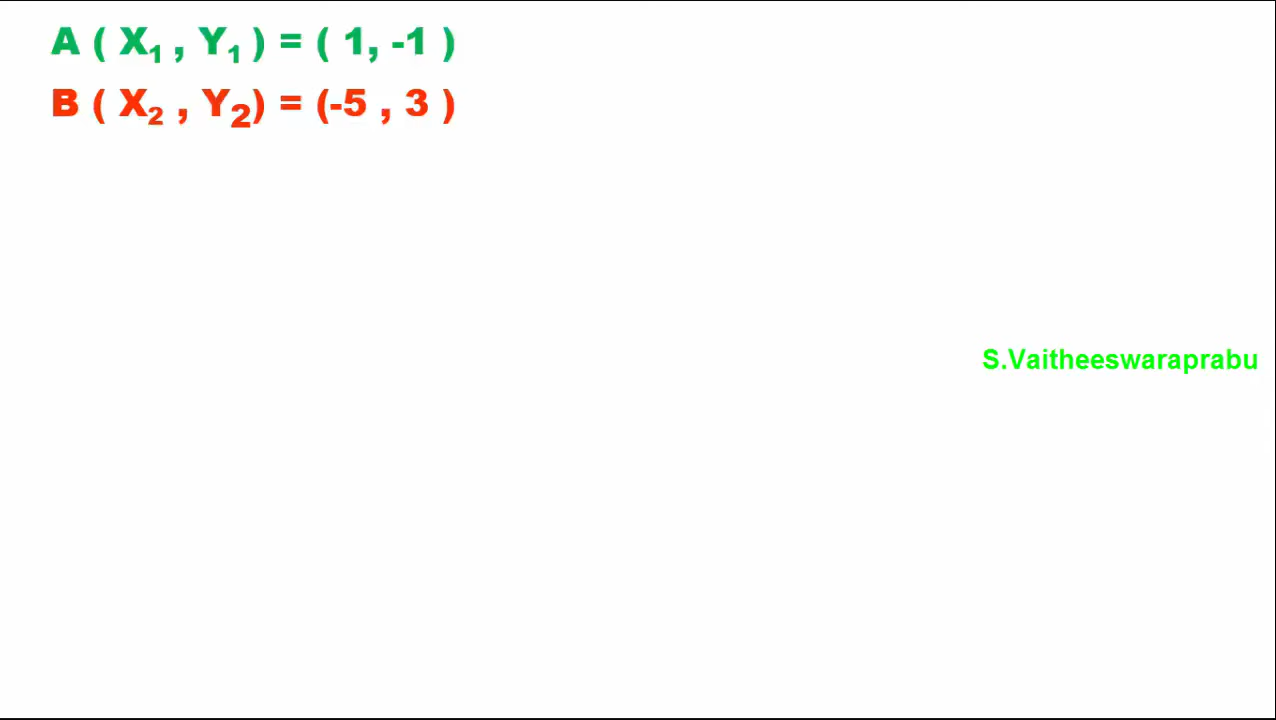 A ( X₁ , Y₁ ) = ( 1, -1 )
B ( X₂ , Y₂) = (-5 , 3 )
S.Vaitheeswaraprabu